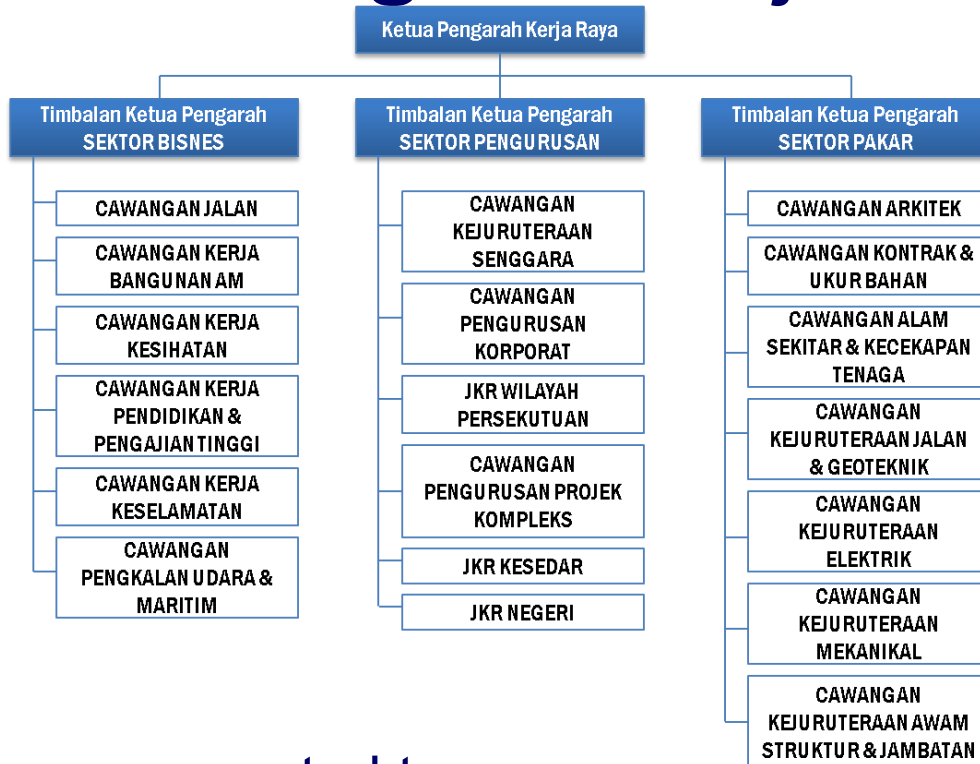 Ketua Pengarah Kerja Raya
Timbalan Ketua Pengarah
SEKTOR BISNES
CAWANGAN JALAN
CAWANGAN KERJA
BANGUNAN AM
CAWANGAN KERJA
KESIHATAN
CAWANGAN KERJA
PENDIDIKAN &
PENGAJIAN TINGGI
CAWANGAN KERJA
KESELAMATAN
CAWANGAN
PENGKALAN UDARA &
MARITIM
Timbalan Ketua Pengarah
SEKTOR PENGURUSAN
CAWANGAN
KEJURUTERAAN
SENGGARA
CAWANGAN
PENGURUSAN
KORPORAT
JKR WILAYAH
PERSEKUTUAN
CAWANGAN
PENGURUSAN PROJEK
KOMPLEKS
JKR KESEDAR
JKR NEGERI
Timbalan Ketua Pengarah
SEKTOR PAKAR
CAWANGAN ARKITEK
CAWANGAN KONTRAK &
UKUR BAHAN
CAWANGAN ALAM
SEKITAR & KECEKAPAN
TENAGA
CAWANGAN
KEJURUTERAAN JALAN
& GEOTEKNIK
CAWANGAN
KEJURUTERAAN
ELEKTRIK
CAWANGAN
KEJURUTERAAN
MEKANIKAL
CAWANGAN
KEJURUTERAAN AWAM
STRUKTUR & JAMBATAN